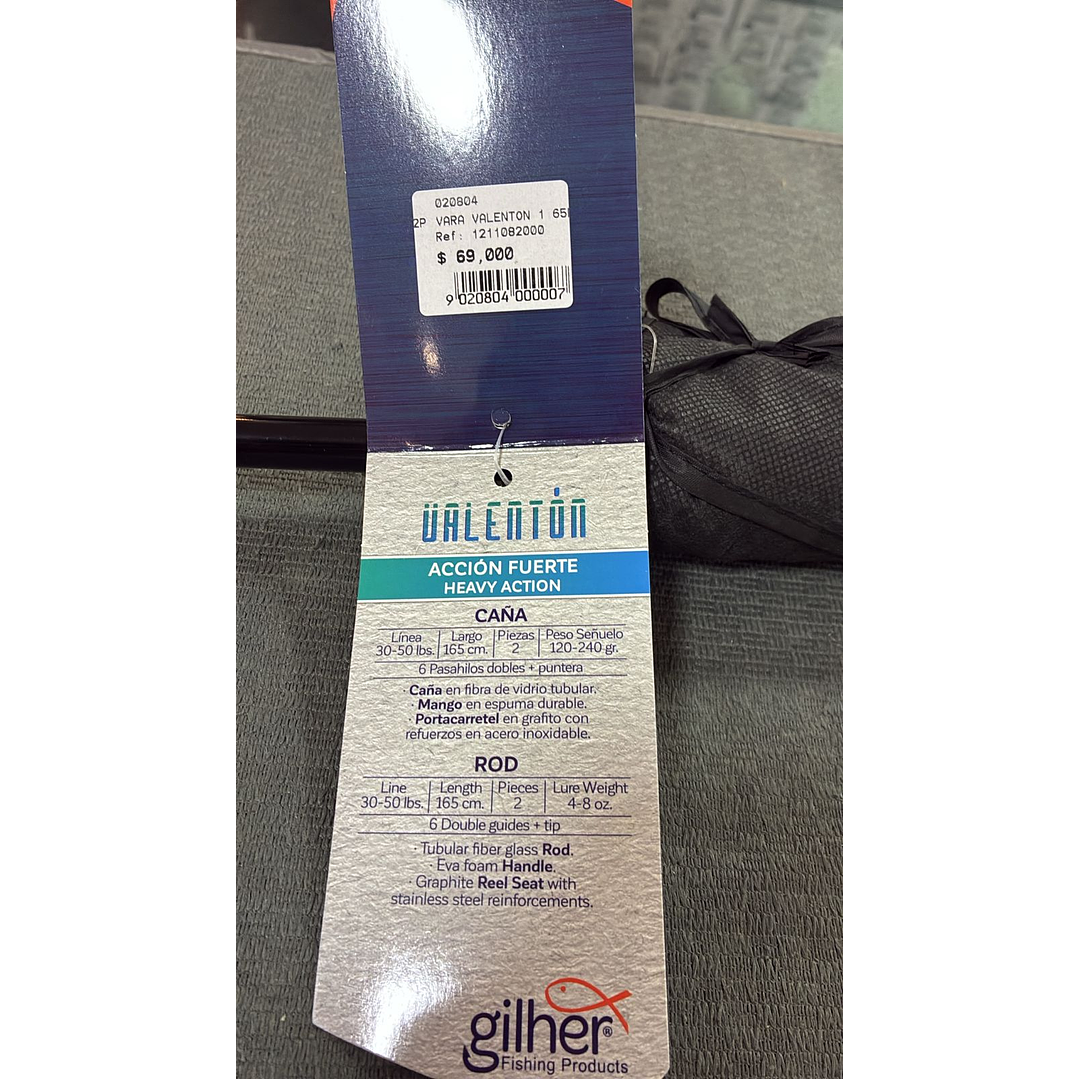 020804
2P VARA VALENTON 1 65
Ref: 1211082000
$ 69,000
9 020804 000007
VALENTÓN
ACCIÓN FUERTE
HEAVY ACTION
CAÑA
Línea Largo Piezas Peso Señuelo
30-50 lbs. 165 cm. 2 120-240 gr.
6 Pasahilos dobles + puntera
· Caña en fibra de vidrio tubular.
· Mango en espuma durable.
· Portacarretel en grafito con
refuerzos en acero inoxidable.
ROD
Line Length Pieces Lure Weight
30-50 lbs. 165 cm. 2 4-8 oz.
6 Double guides + tip
· Tubular fiber glass Rod.
· Eva foam Handle.
· Graphite Reel Seat with
stainless steel reinforcements.
gilher®
Fishing Products